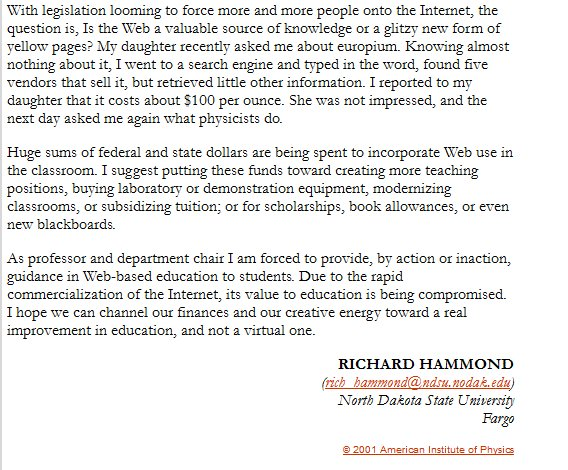 With legislation looming to force more and more people onto the Internet, the
question is, Is the Web a valuable source of knowledge or a glitzy new form of
yellow pages? My daughter recently asked me about europium. Knowing almost
nothing about it, I went to a search engine and typed in the word, found five
vendors that sell it, but retrieved little other information. I reported to my
daughter that it costs about $100 per ounce. She was not impressed, and the
next day asked me again what physicists do.
Huge sums of federal and state dollars are being spent to incorporate Web use in
the classroom. I suggest putting these funds toward creating more teaching
positions, buying laboratory or demonstration equipment, modernizing
classrooms, or subsidizing tuition; or for scholarships, book allowances, or even
new blackboards.
As professor and department chair I am forced to provide, by action or inaction,
guidance in Web-based education to students. Due to the rapid
commercialization of the Internet, its value to education is being compromised.
I hope we can channel our finances and our creative energy toward a real
improvement in education, and not a virtual one.
RICHARD HAMMOND
(rich_hammond@ndsu.nodak.edu)
North Dakota State University
Fargo
© 2001 American Institute of Physics